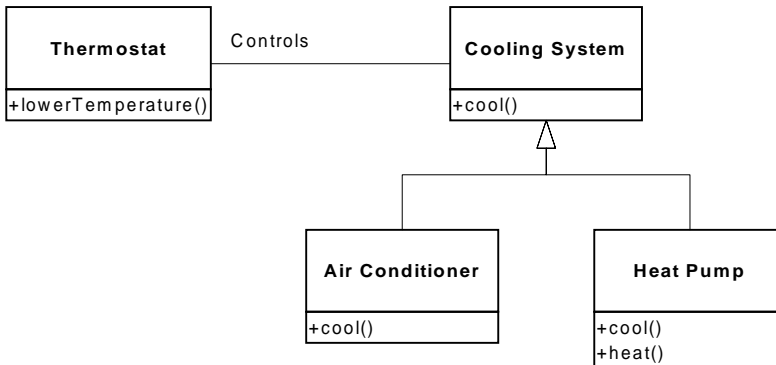 Thermostat
Controls
Cooling System
+lowerTemperature()
+cool()
Air Conditioner
Heat Pump
+cool()
+cool()
+heat()